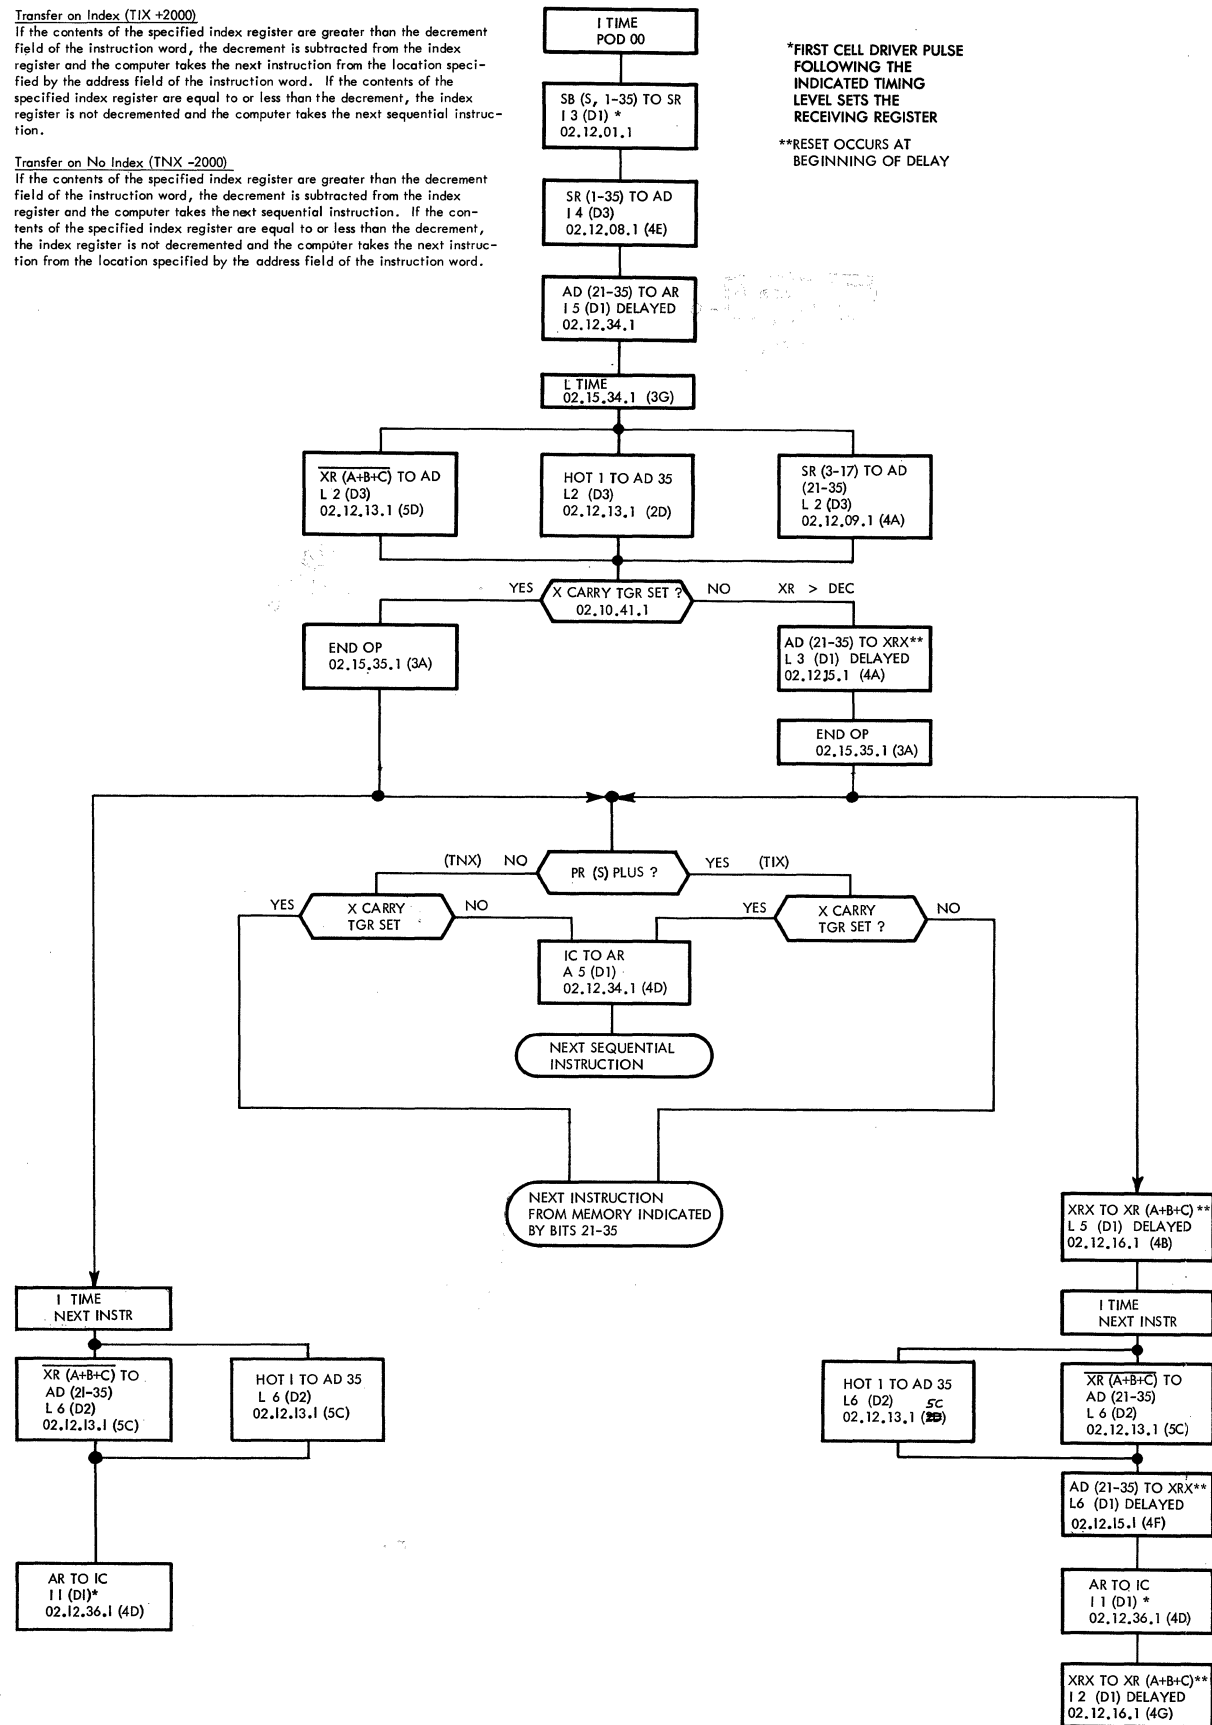 Transfer on Index (TIX +2000)
If the contents of the specified index register are greater than the decrement
field of the instruction word, the decrement is subtracted from the index
register and the computer takes the next instruction from the location speci-
fied by the address field of the instruction word. If the contents of the
specified index register are equal to or less than the decrement, the index
register is not decremented and the computer takes the next sequential instruc-
tion.
Transfer on No Index (TNX -2000)
If the contents of the specified index register are greater than the decrement
field of the instruction word, the decrement is subtracted from the index
register and the computer takes the next sequential instruction. If the con-
tents of the specified index register are equal to or less than the decrement,
the index register is not decremented and the computer takes the next instruc-
tion from the location specified by the address field of the instruction word.
I TIME
POD 00
*FIRST CELL DRIVER PULSE
FOLLOWING THE
INDICATED TIMING
LEVEL SETS THE
RECEIVING REGISTER
**RESET OCCURS AT
BEGINNING OF DELAY
SB (S, 1-35) TO SR
I 3 (D1) *
02.12.01.1
SR (1-35) TO AD
I 4 (D3)
02.12.08.1 (4E)
AD (21-35) TO AR
I 5 (D1) DELAYED
02.12.34.1
L TIME
02.15.34.1 (3G)
XR (A+B+C) TO AD
L 2 (D3)
02.12.13.1 (5D)
HOT 1 TO AD 35
L2 (D3)
02.12.13.1 (2D)
SR (3-17) TO AD
(21-35)
L 2 (D3)
02.12.09.1 (4A)
YES
X CARRY TGR SET ?
02.10.41.1
NO
XR > DEC
END OP
02.15.35.1 (3A)
AD (21-35) TO XRX**
L 3 (D1) DELAYED
02.12.15.1 (4A)
END OP
02.15.35.1 (3A)
(TNX) NO
PR (S) PLUS ?
YES (TIX)
YES
X CARRY
TGR SET
NO
YES
X CARRY
TGR SET ?
NO
IC TO AR
A 5 (D1)
02.12.34.1 (4D)
NEXT SEQUENTIAL
INSTRUCTION
NEXT INSTRUCTION
FROM MEMORY INDICATED
BY BITS 21-35
XRX TO XR (A+B+C)**
L 5 (D1) DELAYED
02.12.16.1 (4B)
I TIME
NEXT INSTR
I TIME
NEXT INSTR
XR (A+B+C) TO
AD (21-35)
L 6 (D2)
02.12.13.1 (5C)
HOT 1 TO AD 35
L 6 (D2)
02.12.13.1 (5C)
HOT 1 TO AD 35
L6 (D2) 5C
02.12.13.1
XR (A+B+C) TO
AD (21-35)
L 6 (D2)
02.12.13.1 (5C)
AD (21-35) TO XRX**
L6 (D1) DELAYED
02.12.15.1 (4F)
AR TO IC
I 1 (D1)*
02.12.36.1 (4D)
AR TO IC
I 1 (D1) *
02.12.36.1 (4D)
XRX TO XR (A+B+C)**
I 2 (D1) DELAYED
02.12.16.1 (4G)